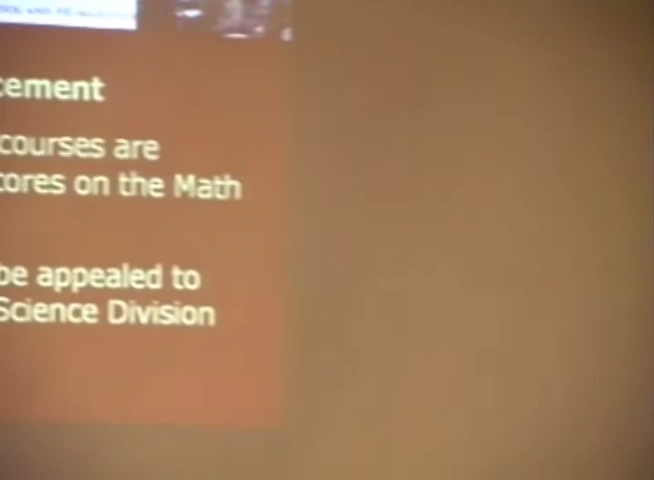 cement
courses are
cores on the Math
be appealed to
Science Division